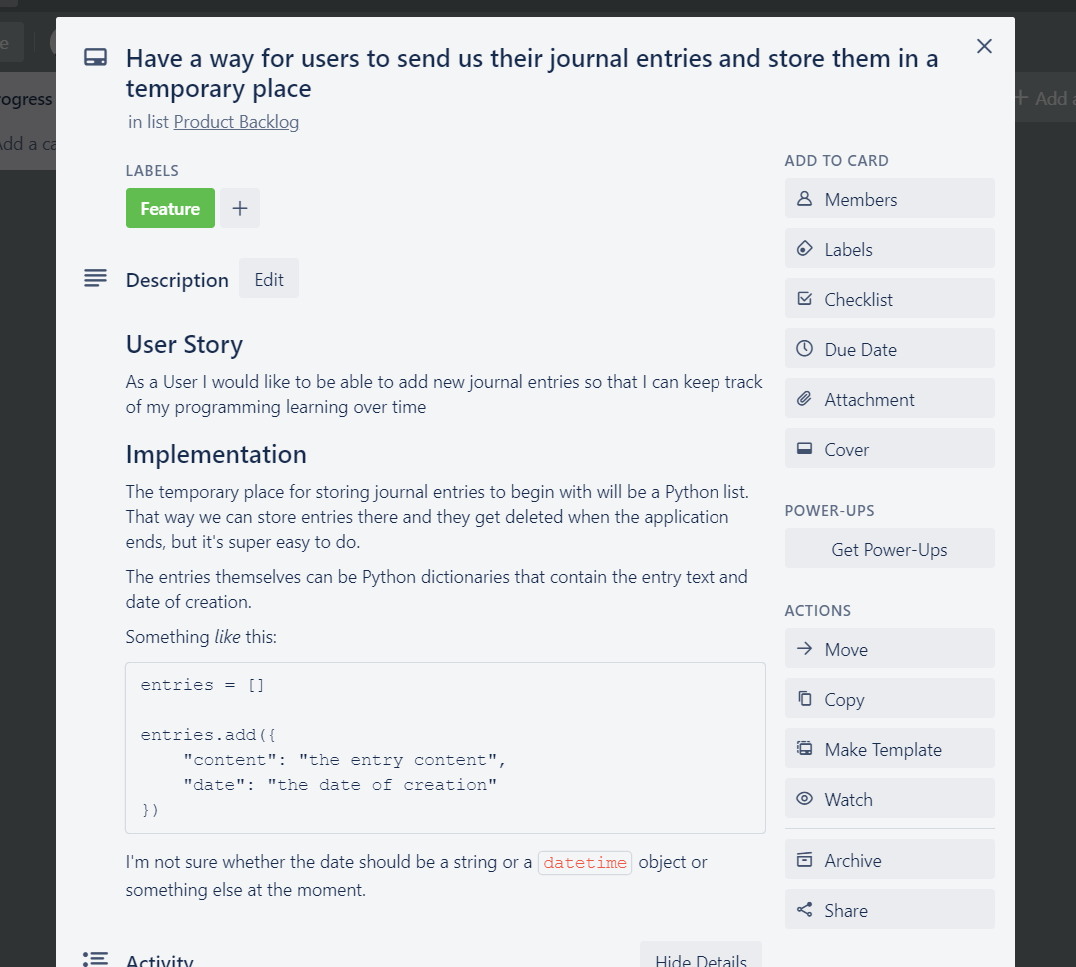 e
Have a way for users to send us their journal entries and store them in a
temporary place
in list Product Backlog
rogress
Add a ca
+ Add a
LABELS
Feature
+
Description
Edit
User Story
As a User I would like to be able to add new journal entries so that I can keep track
of my programming learning over time
Implementation
The temporary place for storing journal entries to begin with will be a Python list.
That way we can store entries there and they get deleted when the application
ends, but it's super easy to do.
The entries themselves can be Python dictionaries that contain the entry text and
date of creation.
Something like this:
entries = []
entries.add({
    "content": "the entry content",
    "date": "the date of creation"
})
I'm not sure whether the date should be a string or a datetime object or
something else at the moment.
Activity
Hide Details
ADD TO CARD
Members
Labels
Checklist
Due Date
Attachment
Cover
POWER-UPS
Get Power-Ups
ACTIONS
Move
Copy
Make Template
Watch
Archive
Share